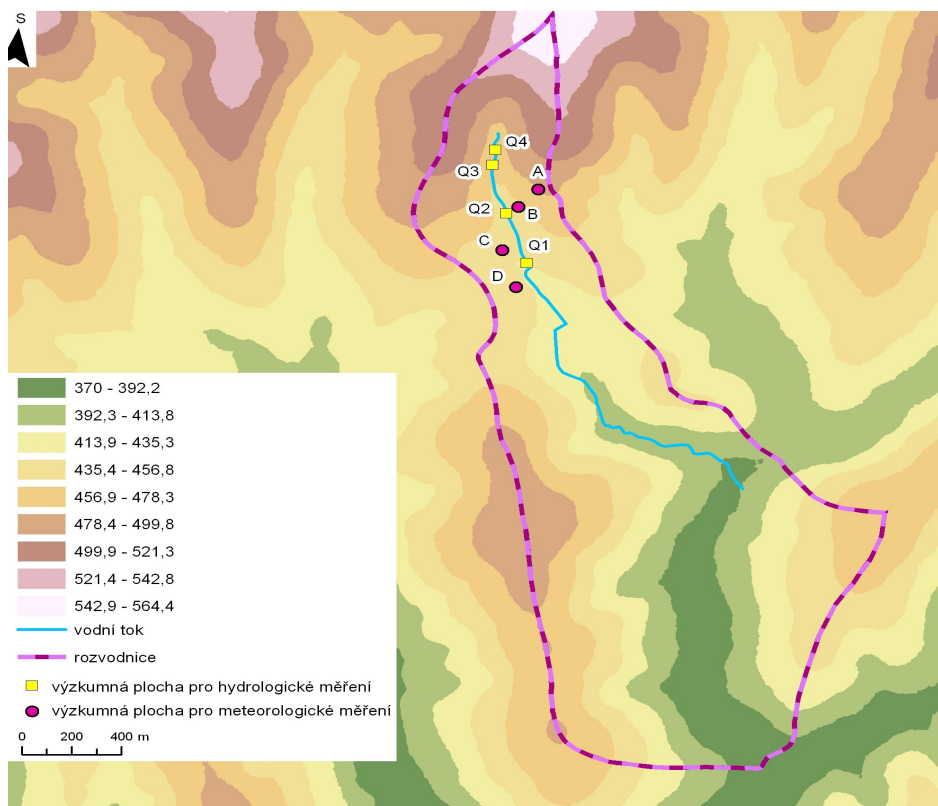 S
Q4
Q3
A
Q2
B
C
Q1
D
370 - 392,2
392,3 - 413,8
413,9 - 435,3
435,4 - 456,8
456,9 - 478,3
478,4 - 499,8
499,9 - 521,3
521,4 - 542,8
542,9 - 564,4
vodní tok
rozvodnice
výzkumná plocha pro hydrologické měření
výzkumná plocha pro meteorologické měření
0 200 400 m